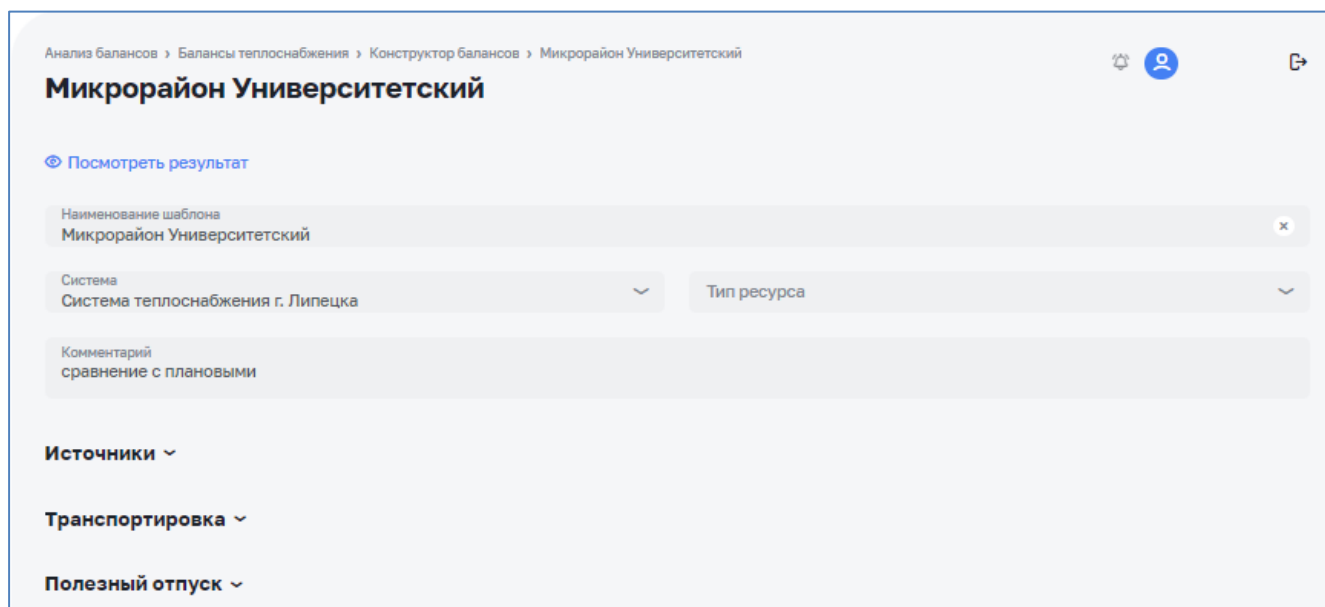 Анализ балансов › Балансы теплоснабжения › Конструктор балансов › Микрорайон Университетский
Микрорайон Университетский
Посмотреть результат
Наименование шаблона
Микрорайон Университетский
Система
Система теплоснабжения г. Липецка
Тип ресурса
Комментарий
сравнение с плановыми
Источники
Транспортировка
Полезный отпуск